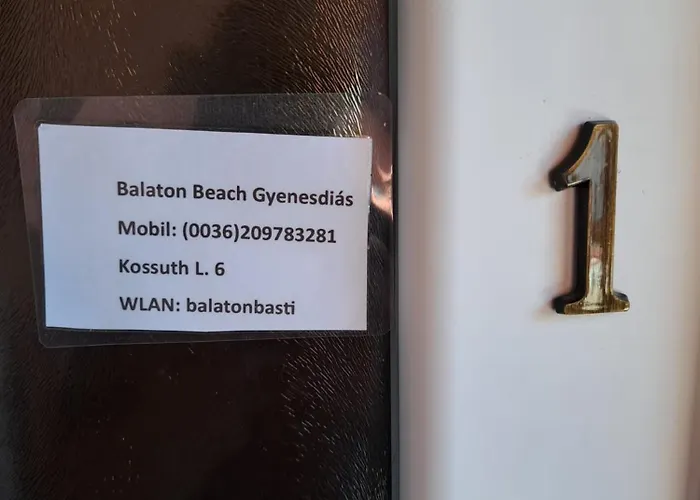 Balaton Beach Gyenesdiás
Mobil: (0036)209783281
Kossuth L. 6
WLAN: balatonbasti
1